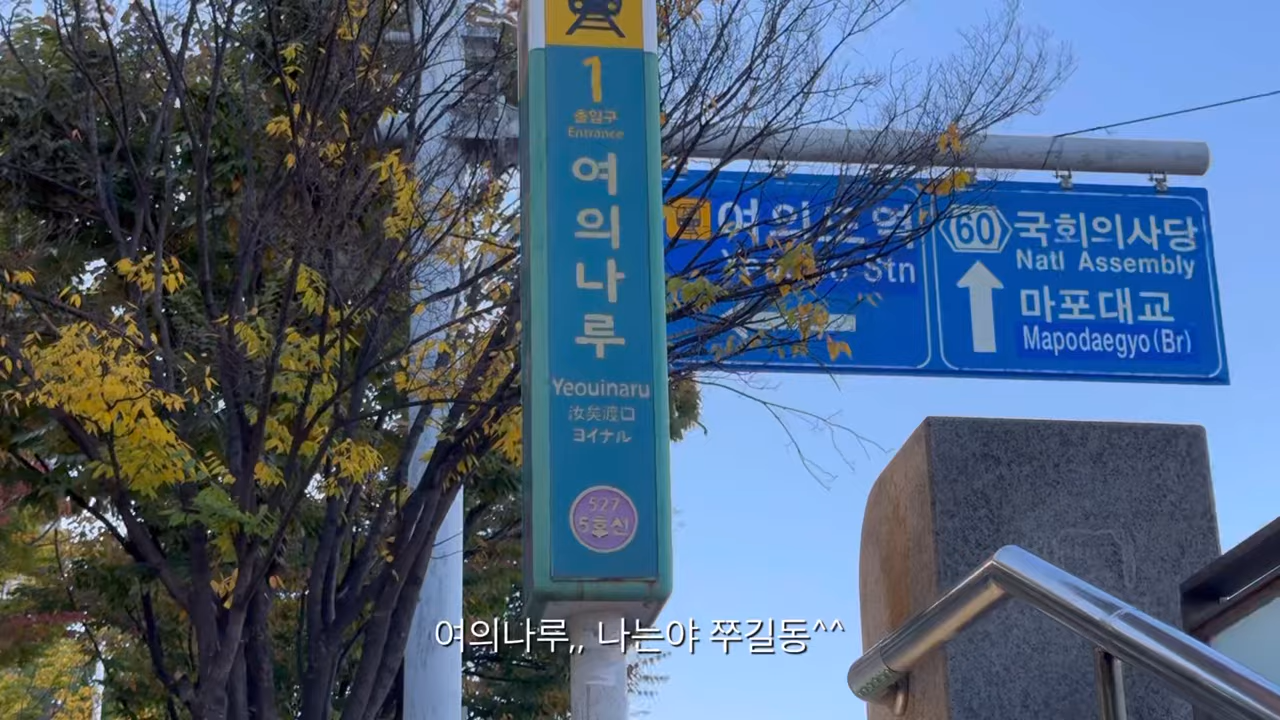 1
출입구
Entrance
여의나루
Yeouinaru
汝矣渡口
ヨイナル
527
5호선
Stn
60
국회의사당
Natl Assembly
마포대교
Mapodaegyo(Br)
여의나루,, 나는야 쭈길동^^